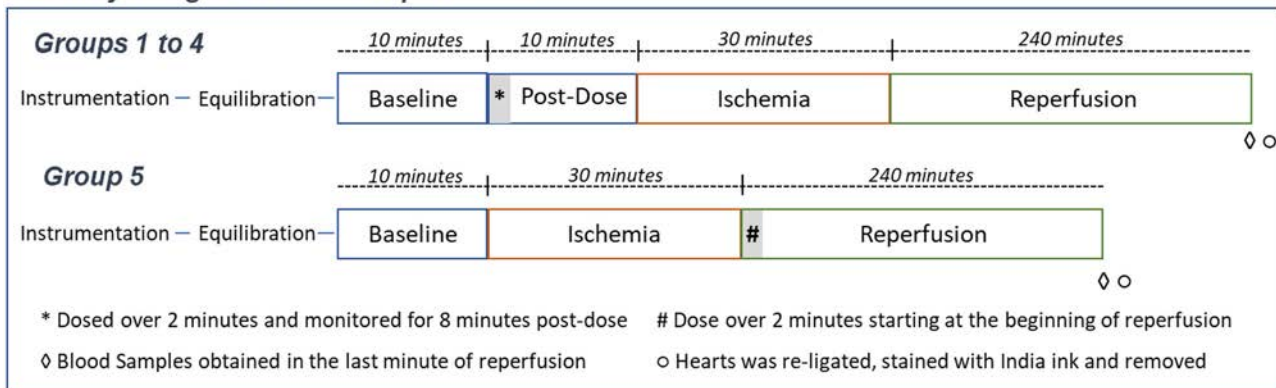 Groups 1 to 4
10 minutes 10 minutes 30 minutes 240 minutes
Instrumentation – Equilibration – Baseline * Post-Dose Ischemia Reperfusion
◊ ○
Group 5
10 minutes 30 minutes 240 minutes
Instrumentation – Equilibration – Baseline Ischemia # Reperfusion
◊ ○
* Dosed over 2 minutes and monitored for 8 minutes post-dose # Dose over 2 minutes starting at the beginning of reperfusion
◊ Blood Samples obtained in the last minute of reperfusion ○ Hearts was re-ligated, stained with India ink and removed